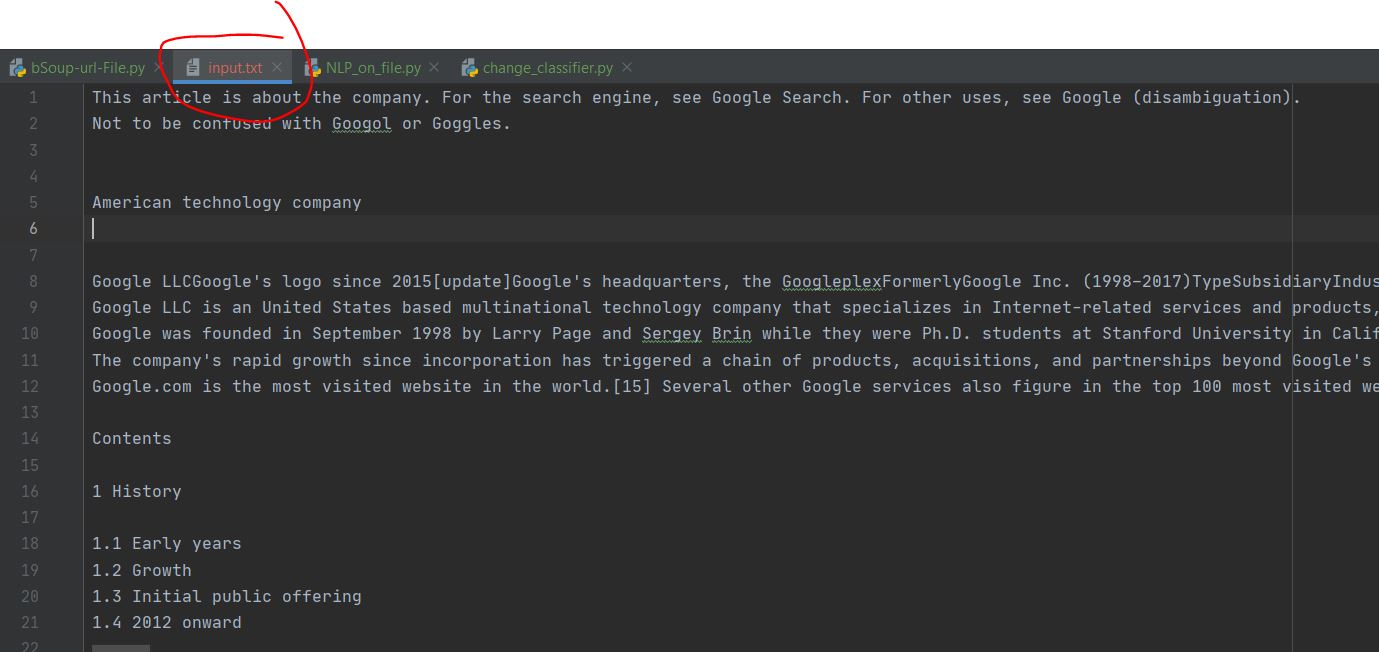 bSoup-url-File.py input.txt NLP_on_file.py change_classifier.py
1 This article is about the company. For the search engine, see Google Search. For other uses, see Google (disambiguation).
2 Not to be confused with Googol or Goggles.
3
4
5 American technology company
6
7
8 Google LLCGoogle's logo since 2015[update]Google's headquarters, the GoogleplexFormerlyGoogle Inc. (1998–2017)TypeSubsidiaryIndus
9 Google LLC is an United States based multinational technology company that specializes in Internet-related services and products,
10 Google was founded in September 1998 by Larry Page and Sergey Brin while they were Ph.D. students at Stanford University in Calif
11 The company's rapid growth since incorporation has triggered a chain of products, acquisitions, and partnerships beyond Google's
12 Google.com is the most visited website in the world.[15] Several other Google services also figure in the top 100 most visited we
13
14 Contents
15
16 1 History
17
18 1.1 Early years
19 1.2 Growth
20 1.3 Initial public offering
21 1.4 2012 onward
22